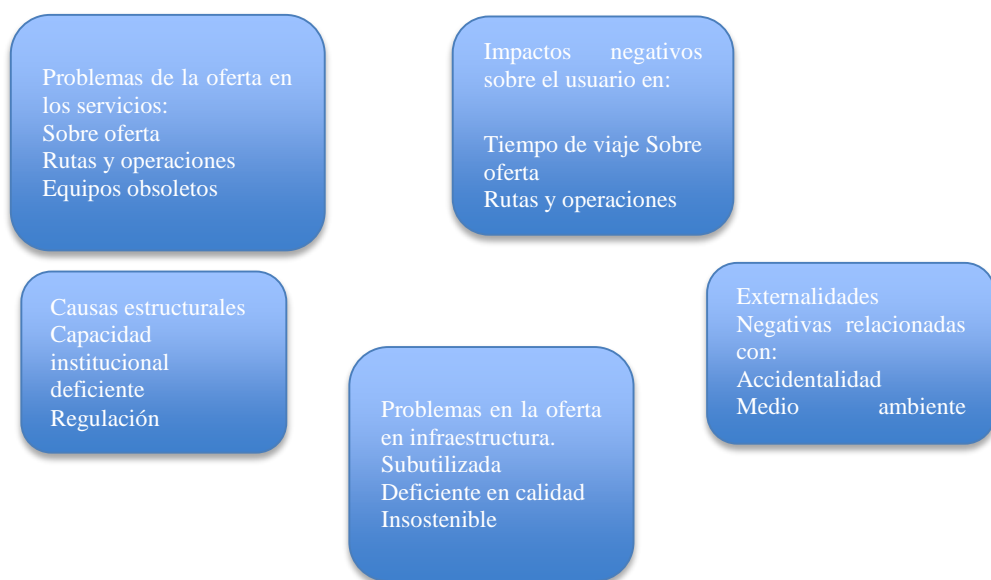 Problemas de la oferta en
los servicios:
Sobre oferta
Rutas y operaciones
Equipos obsoletos
Impactos negativos
sobre el usuario en:
Tiempo de viaje Sobre
oferta
Rutas y operaciones
Causas estructurales
Capacidad
institucional
deficiente
Regulación
Problemas en la oferta
en infraestructura.
Subutilizada
Deficiente en calidad
Insostenible
Externalidades
Negativas relacionadas
con:
Accidentalidad
Medio ambiente